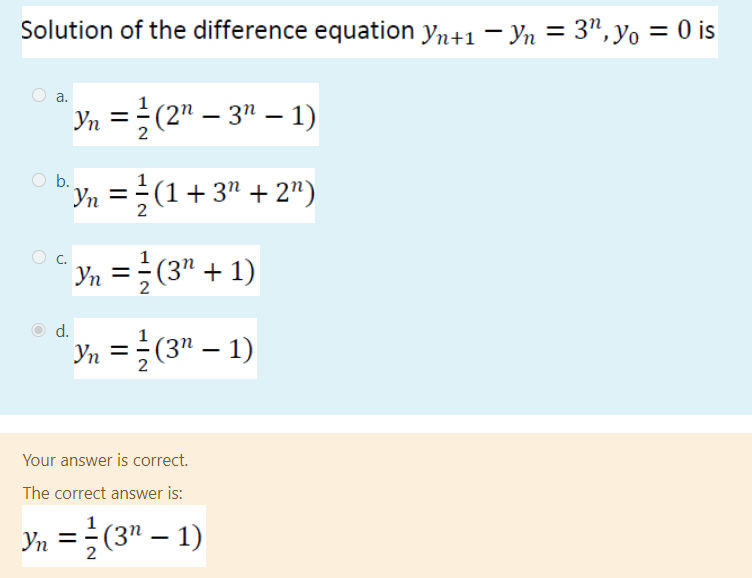 Solution of the difference equation yₙ₊₁ − yₙ = 3ⁿ, y₀ = 0 is
a.
yₙ = ½(2ⁿ − 3ⁿ − 1)
b.
yₙ = ½(1 + 3ⁿ + 2ⁿ)
c.
yₙ = ½(3ⁿ + 1)
d.
yₙ = ½(3ⁿ − 1)
Your answer is correct.
The correct answer is:
yₙ = ½(3ⁿ − 1)